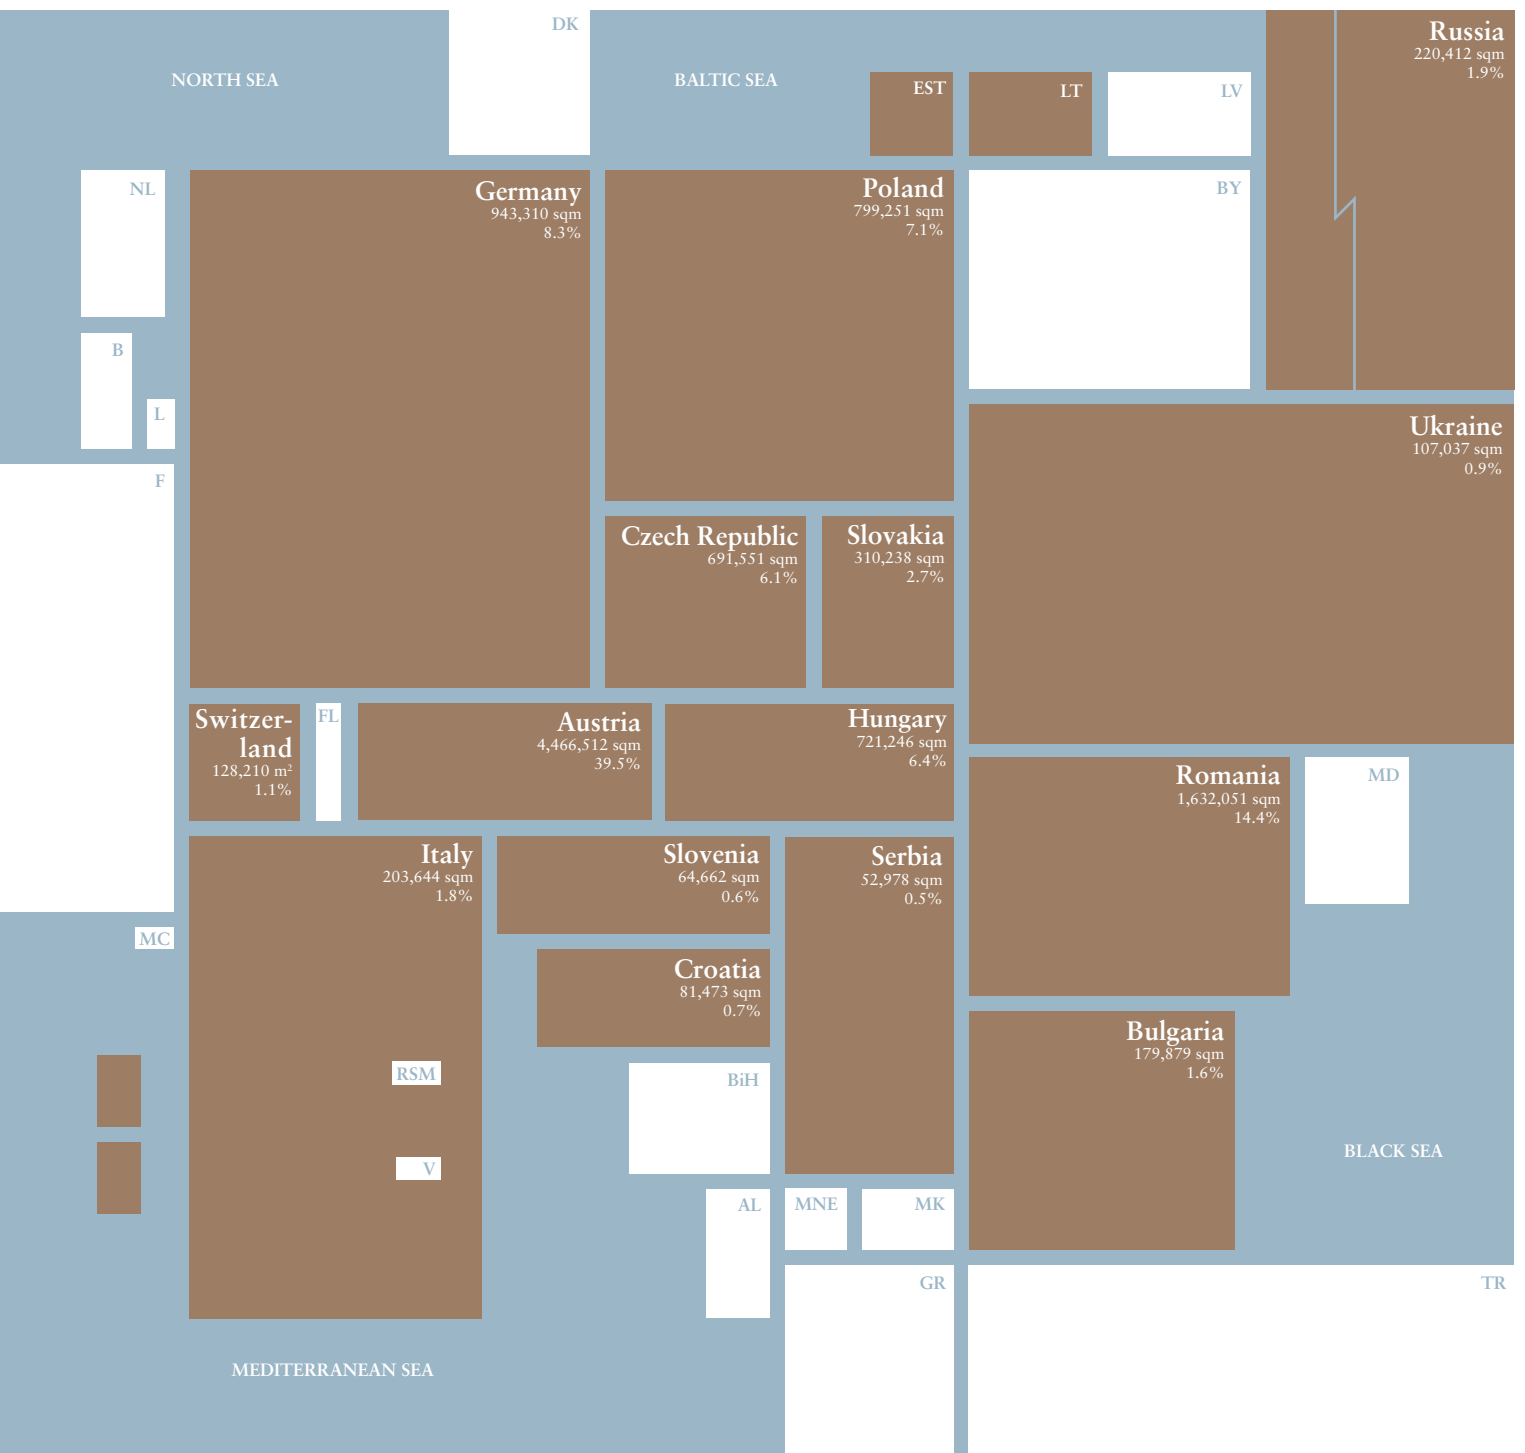 DK
NORTH SEA
BALTIC SEA
EST
LT
LV
Russia
220,412 sqm
1.9%
NL
Germany
943,310 sqm
8.3%
Poland
799,251 sqm
7.1%
BY
B
L
F
Ukraine
107,037 sqm
0.9%
Czech Republic
691,551 sqm
6.1%
Slovakia
310,238 sqm
2.7%
Switzer-
land
128,210 m²
1.1%
FL
Austria
4,466,512 sqm
39.5%
Hungary
721,246 sqm
6.4%
Romania
1,632,051 sqm
14.4%
MD
Italy
203,644 sqm
1.8%
Slovenia
64,662 sqm
0.6%
Serbia
52,978 sqm
0.5%
MC
Croatia
81,473 sqm
0.7%
Bulgaria
179,879 sqm
1.6%
RSM
BiH
V
BLACK SEA
AL
MNE
MK
GR
TR
MEDITERRANEAN SEA